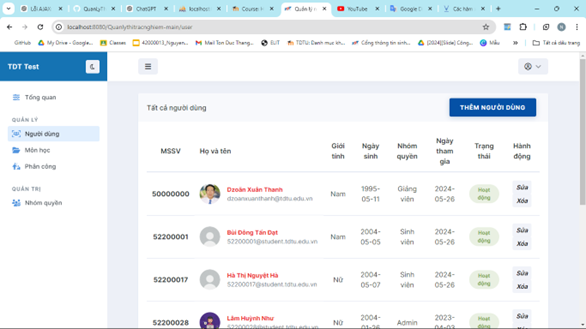 Lỗi AJAX
QuanLyT
ChatGPT
localhost
Course: H
Quản lý n
YouTube
Google D
Các hàm
localhost:8080/Quanlythitracnghiem-main/user
GitHub
My Drive - Google...
Classes
42000013_Nguyen...
Mail Ton Duc Thang...
ELIT
TDTU: Danh mục kh...
Cổng thông tin sinh...
[2024][Slide] Công...
Mẫu
»
Tất cả dấu trang
TDT Test
Tổng quan
QUẢN LÝ
Người dùng
Môn học
Phân công
QUẢN TRỊ
Nhóm quyền
Tất cả người dùng
THÊM NGƯỜI DÙNG
MSSV Họ và tên Giới tính Ngày sinh Nhóm quyền Ngày tham gia Trạng thái Hành động
50000000 Dzoãn Xuân Thanh Nam 1995-05-11 Giảng viên 2024-05-26 Hoạt động Sửa Xóa
dzoanxuanthanh@tdtu.edu.vn
52200001 Bùi Đồng Tấn Đạt Nam 2004-05-05 Sinh viên 2024-05-26 Hoạt động Sửa Xóa
52200001@student.tdtu.edu.vn
52200017 Hà Thị Nguyệt Hà Nữ 2004-05-07 Sinh viên 2024-05-26 Hoạt động Sửa Xóa
52200017@student.tdtu.edu.vn
52200028 Lâm Huỳnh Như Nữ 2004-01-26 Admin 2023-04-03 Hoạt Sửa Xóa
52200028@student.tdtu.edu.vn